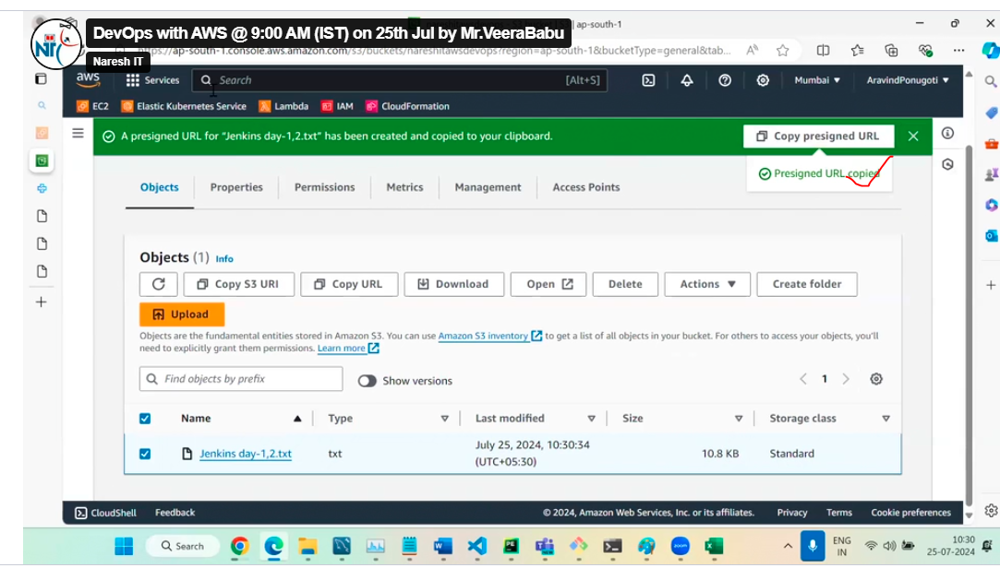 DevOps with AWS @ 9:00 AM (IST) on 25th Jul by Mr.VeeraBabu
ap-south-1
NiT
Naresh IT
ps://ap-south-1.console.aws.amazon.com/s3/buckets/nareshitawsdevops?region=ap-south-1&bucketType=general&tab...
aws Services Search [Alt+S] Mumbai ▼ AravindPonugoti ▼
EC2 Elastic Kubernetes Service Lambda IAM CloudFormation
A presigned URL for "Jenkins day-1,2.txt" has been created and copied to your clipboard. Copy presigned URL
Presigned URL copied
Objects Properties Permissions Metrics Management Access Points
Objects (1) Info
Copy S3 URI Copy URL Download Open Delete Actions ▼ Create folder
Upload
Objects are the fundamental entities stored in Amazon S3. You can use Amazon S3 inventory to get a list of all objects in your bucket. For others to access your objects, you'll
need to explicitly grant them permissions. Learn more
Find objects by prefix Show versions 1
Name Type Last modified Size Storage class
Jenkins day-1,2.txt txt July 25, 2024, 10:30:34
(UTC+05:30) 10.8 KB Standard
CloudShell Feedback © 2024, Amazon Web Services, Inc. or its affiliates. Privacy Terms Cookie preferences
Search ENG
IN 10:30
25-07-2024